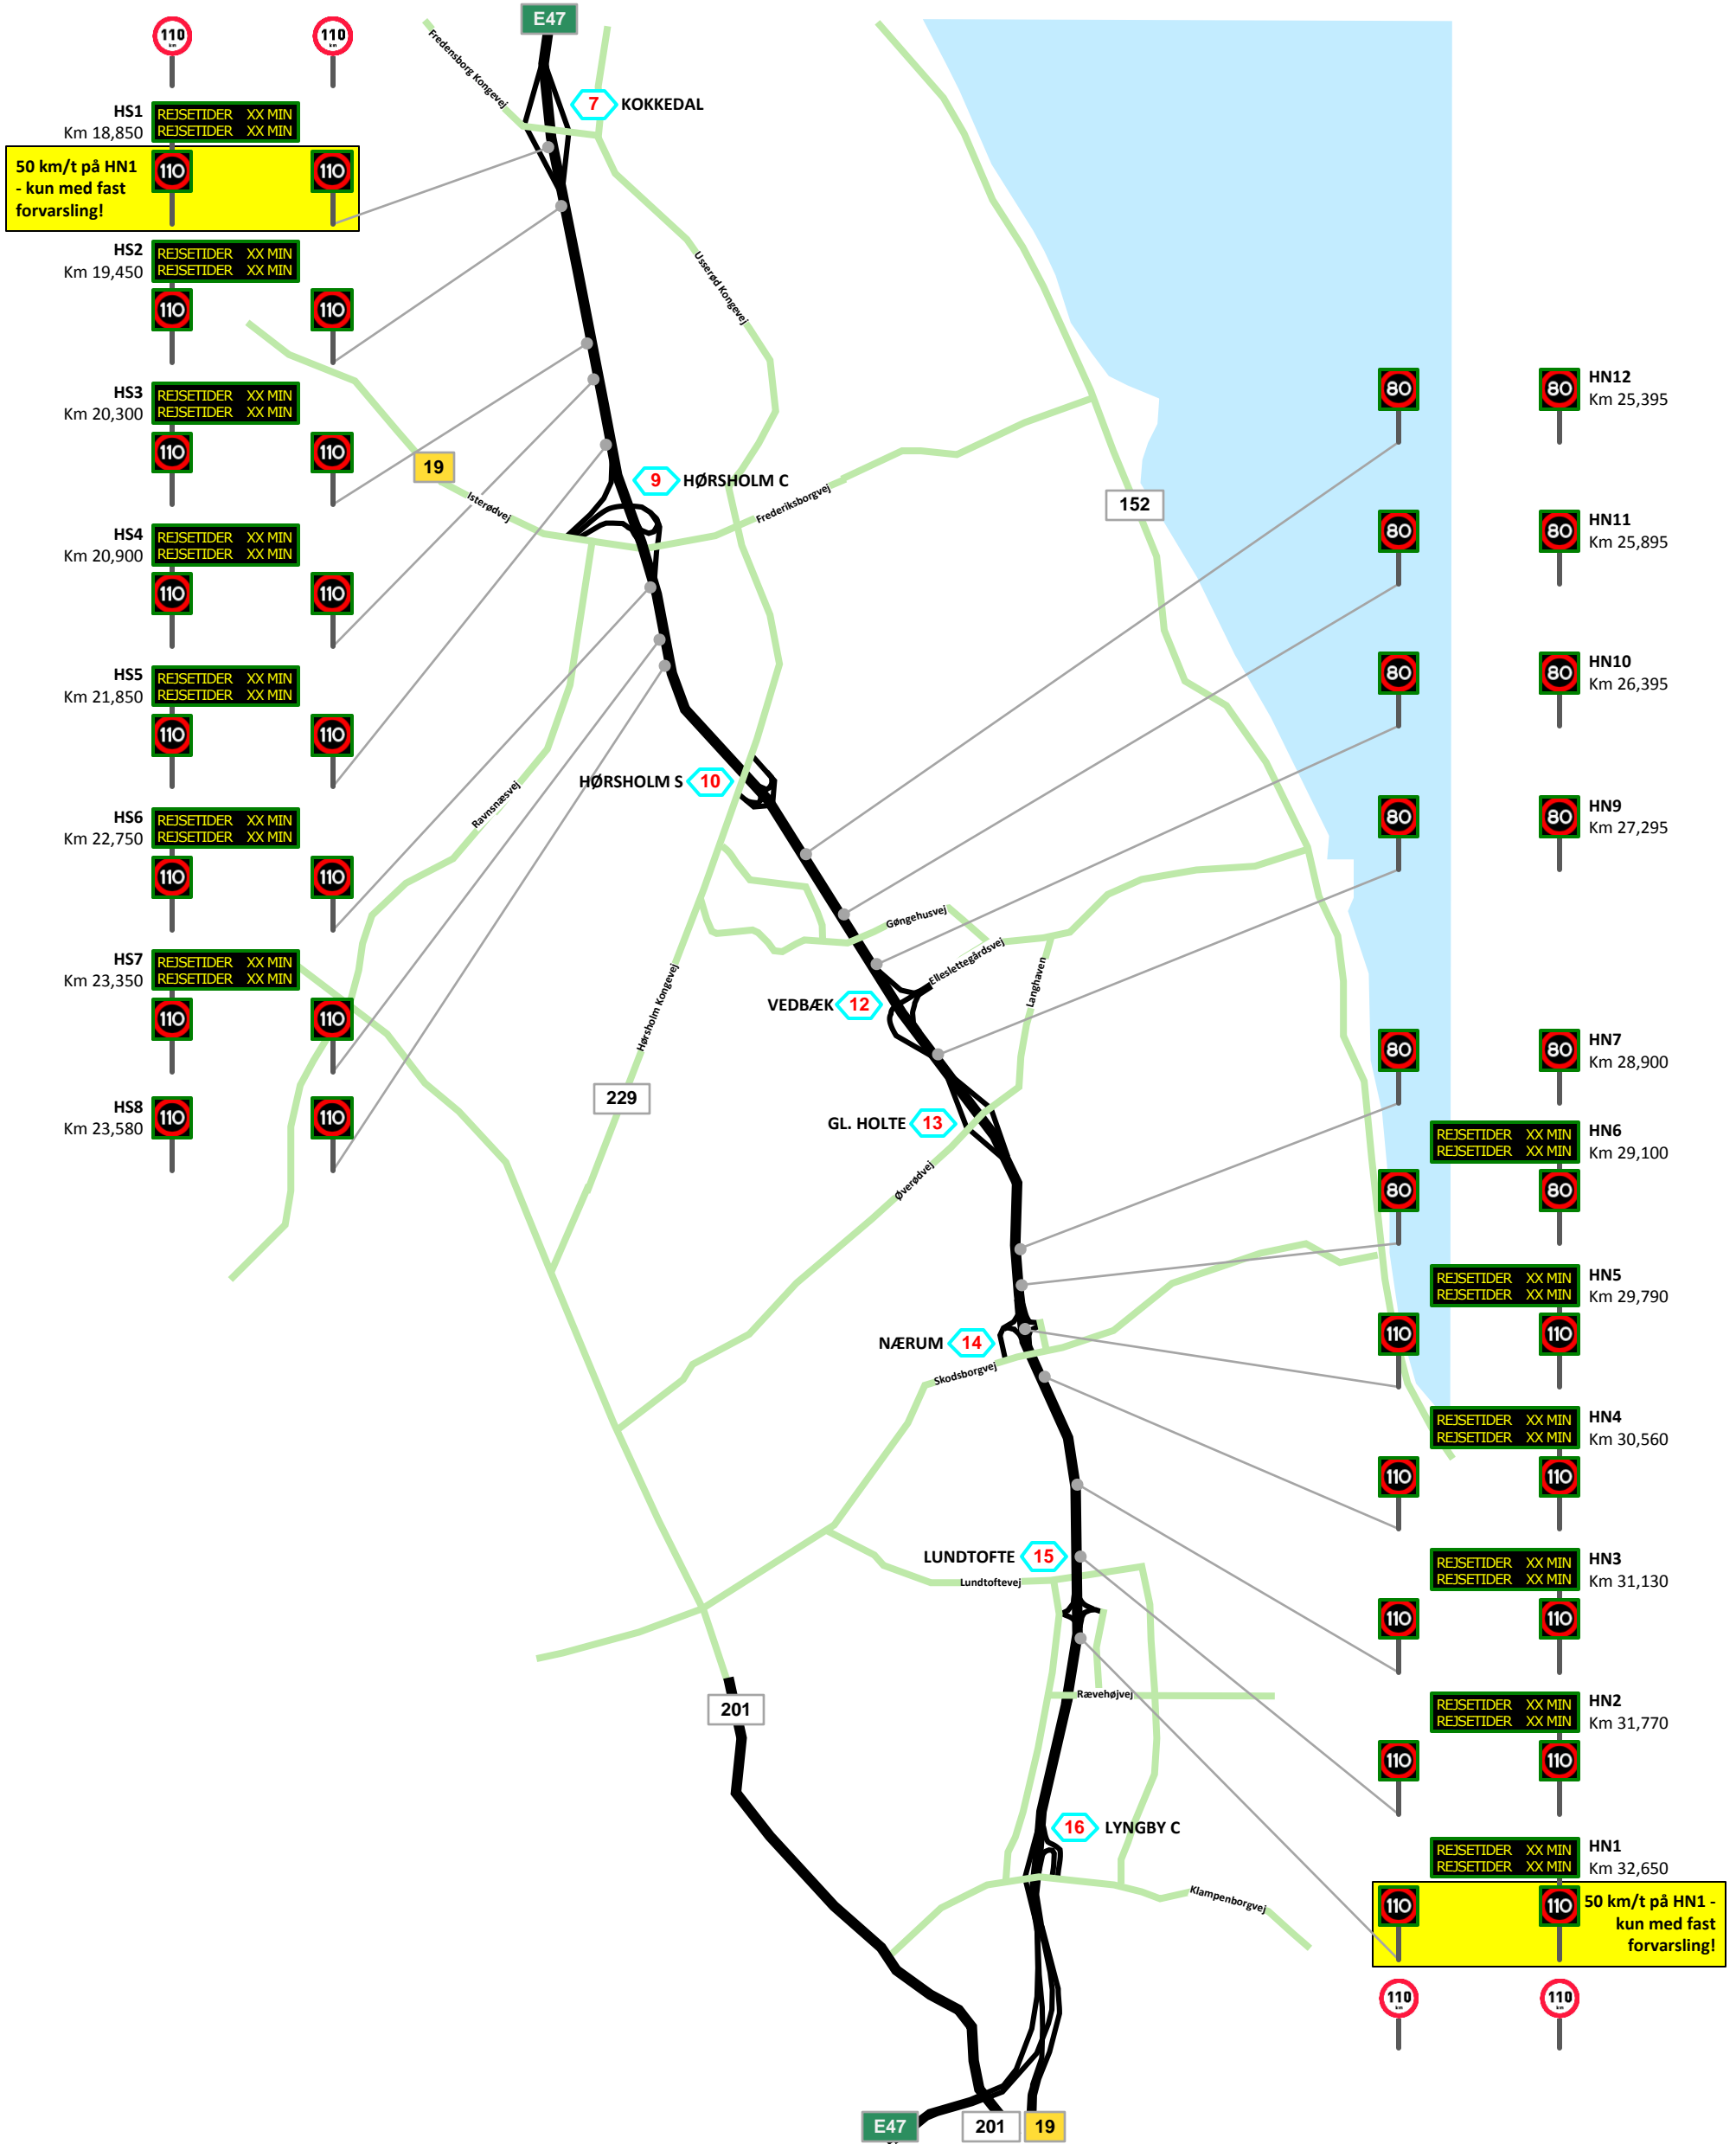 E47
110
km
110
km
HS1
Km 18,850
REJSETIDER XX MIN
REJSETIDER XX MIN
50 km/t på HN1
- kun med fast
forvarsling!
110
110
HS2
Km 19,450
REJSETIDER XX MIN
REJSETIDER XX MIN
110
110
HS3
Km 20,300
REJSETIDER XX MIN
REJSETIDER XX MIN
110
110
HS4
Km 20,900
REJSETIDER XX MIN
REJSETIDER XX MIN
110
110
HS5
Km 21,850
REJSETIDER XX MIN
REJSETIDER XX MIN
110
110
HS6
Km 22,750
REJSETIDER XX MIN
REJSETIDER XX MIN
110
110
HS7
Km 23,350
REJSETIDER XX MIN
REJSETIDER XX MIN
110
110
HS8
Km 23,580
110
110
Fredensborg Kongevej
7 KOKKEDAL
Usserød Kongevej
19
Isterødvej
9 HØRSHOLM C
Frederiksborgvej
152
Ravnsnæsvej
HØRSHOLM S 10
Hørsholm Kongevej
Gøngehusvej
Elleslettegårdsvej
Langhaven
VEDBÆK 12
229
GL. HOLTE 13
Øverødvej
NÆRUM 14
Skodsborgvej
LUNDTOFTE 15
Lundtoftevej
Rævehøjvej
201
16 LYNGBY C
Klampenborgvej
E47
201
19
80
80
HN12
Km 25,395
80
80
HN11
Km 25,895
80
80
HN10
Km 26,395
80
80
HN9
Km 27,295
80
80
HN7
Km 28,900
REJSETIDER XX MIN
REJSETIDER XX MIN
HN6
Km 29,100
80
80
REJSETIDER XX MIN
REJSETIDER XX MIN
HN5
Km 29,790
110
110
REJSETIDER XX MIN
REJSETIDER XX MIN
HN4
Km 30,560
110
110
REJSETIDER XX MIN
REJSETIDER XX MIN
HN3
Km 31,130
110
110
REJSETIDER XX MIN
REJSETIDER XX MIN
HN2
Km 31,770
110
110
REJSETIDER XX MIN
REJSETIDER XX MIN
HN1
Km 32,650
110
110
50 km/t på HN1 -
kun med fast
forvarsling!
110
km
110
km